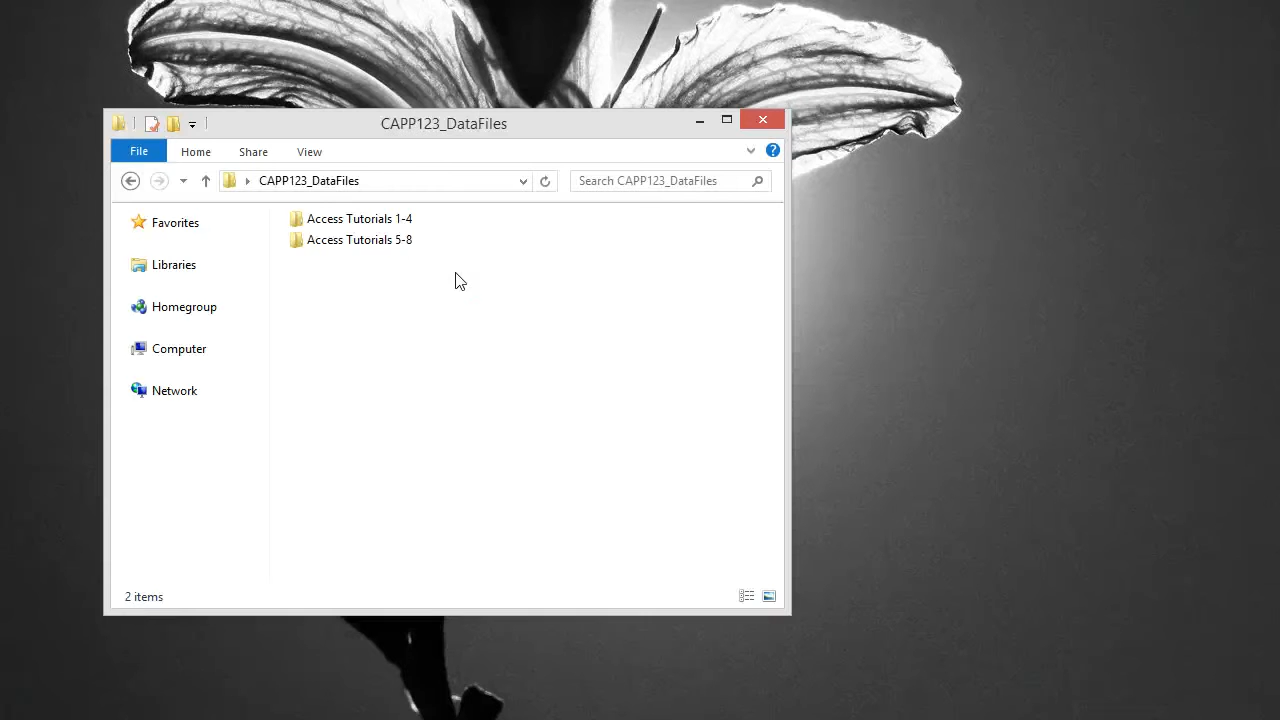 CAPP123_DataFiles
File Home Share View
CAPP123_DataFiles Search CAPP123_DataFiles
Favorites
Libraries
Homegroup
Computer
Network
Access Tutorials 1-4
Access Tutorials 5-8
2 items